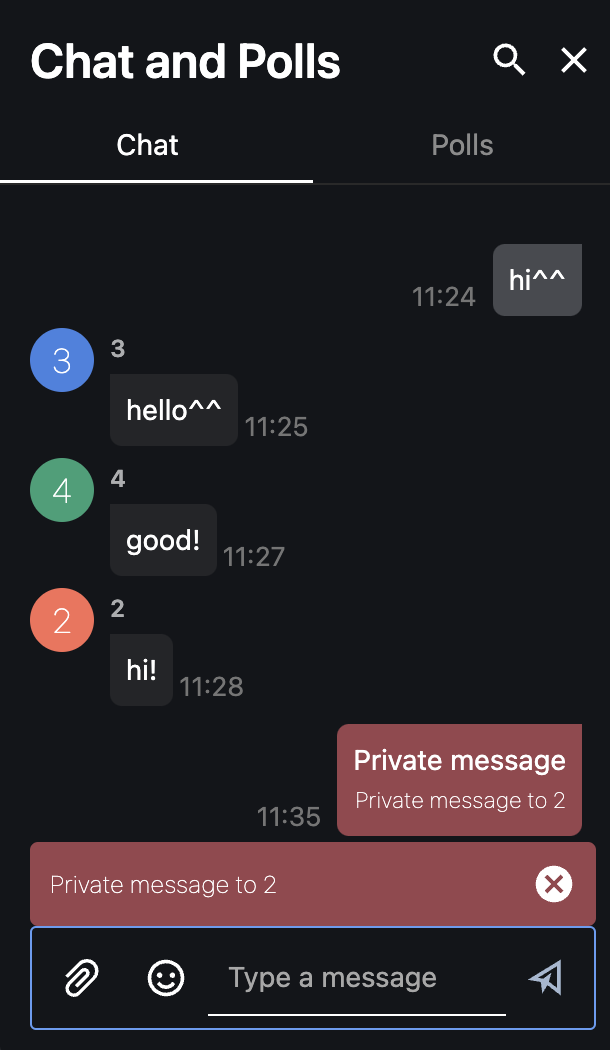 Chat and Polls
Chat Polls
hi^^
11:24
3
3
hello^^
11:25
4
4
good!
11:27
2
2
hi!
11:28
Private message
Private message to 2
11:35
Private message to 2
Type a message